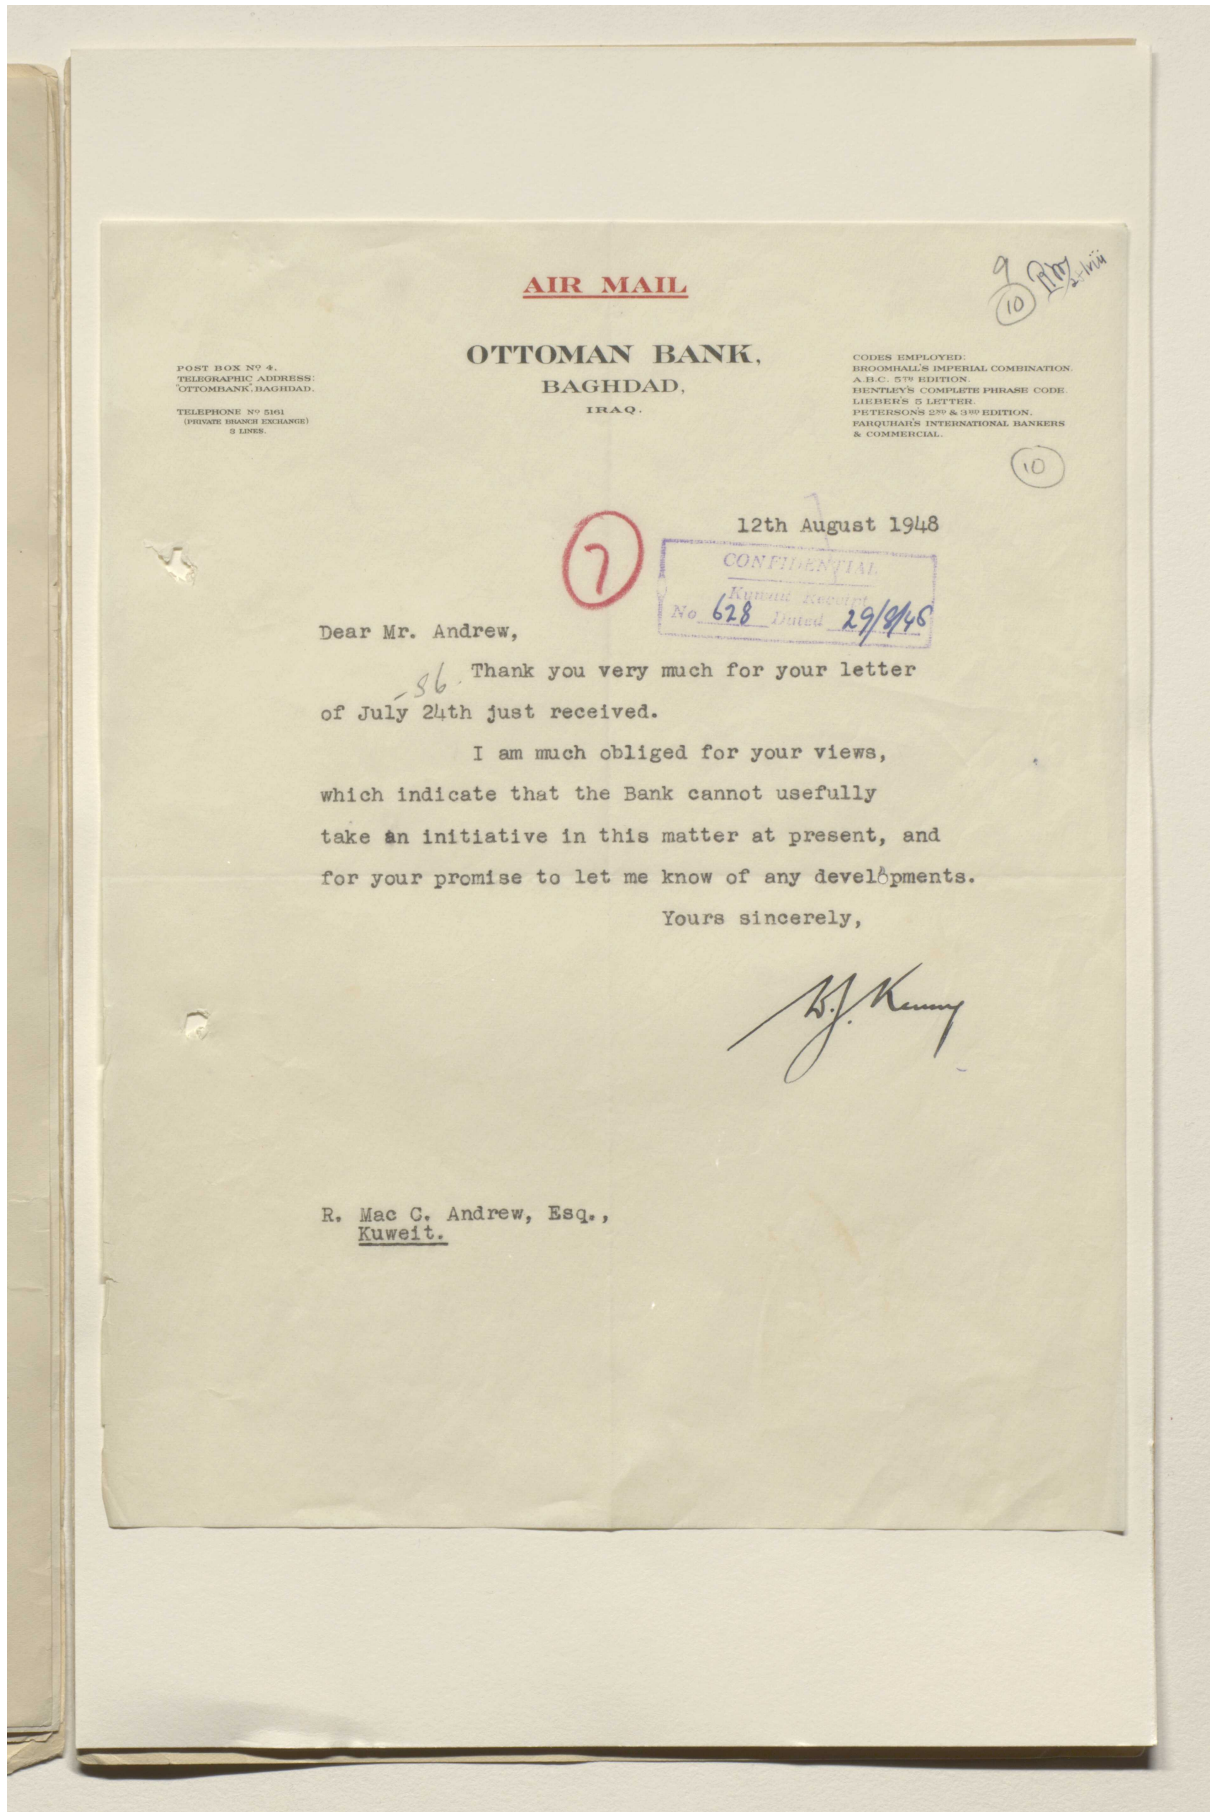 9
10
AIR MAIL
OTTOMAN BANK,
BAGHDAD,
IRAQ.
POST BOX Nº 4.
TELEGRAPHIC ADDRESS:
"OTTOMBANK", BAGHDAD.
TELEPHONE Nº 5161
(PRIVATE BRANCH EXCHANGE)
3 LINES.
CODES EMPLOYED:
BROOMHALL'S IMPERIAL COMBINATION.
A.B.C. 5TH EDITION.
BENTLEY'S COMPLETE PHRASE CODE.
LIEBER'S 5 LETTER.
PETERSON'S 2ND & 3RD EDITION.
FARQUHAR'S INTERNATIONAL BANKERS
& COMMERCIAL.
10
12th August 1948
7
CONFIDENTIAL
Kuwait Receipt
No 628 Dated 29/8/48
Dear Mr. Andrew,
Thank you very much for your letter
of July 24th just received.
I am much obliged for your views,
which indicate that the Bank cannot usefully
take an initiative in this matter at present, and
for your promise to let me know of any developments.
Yours sincerely,
W.J. Kenny
R. Mac C. Andrew, Esq.,
Kuweit.